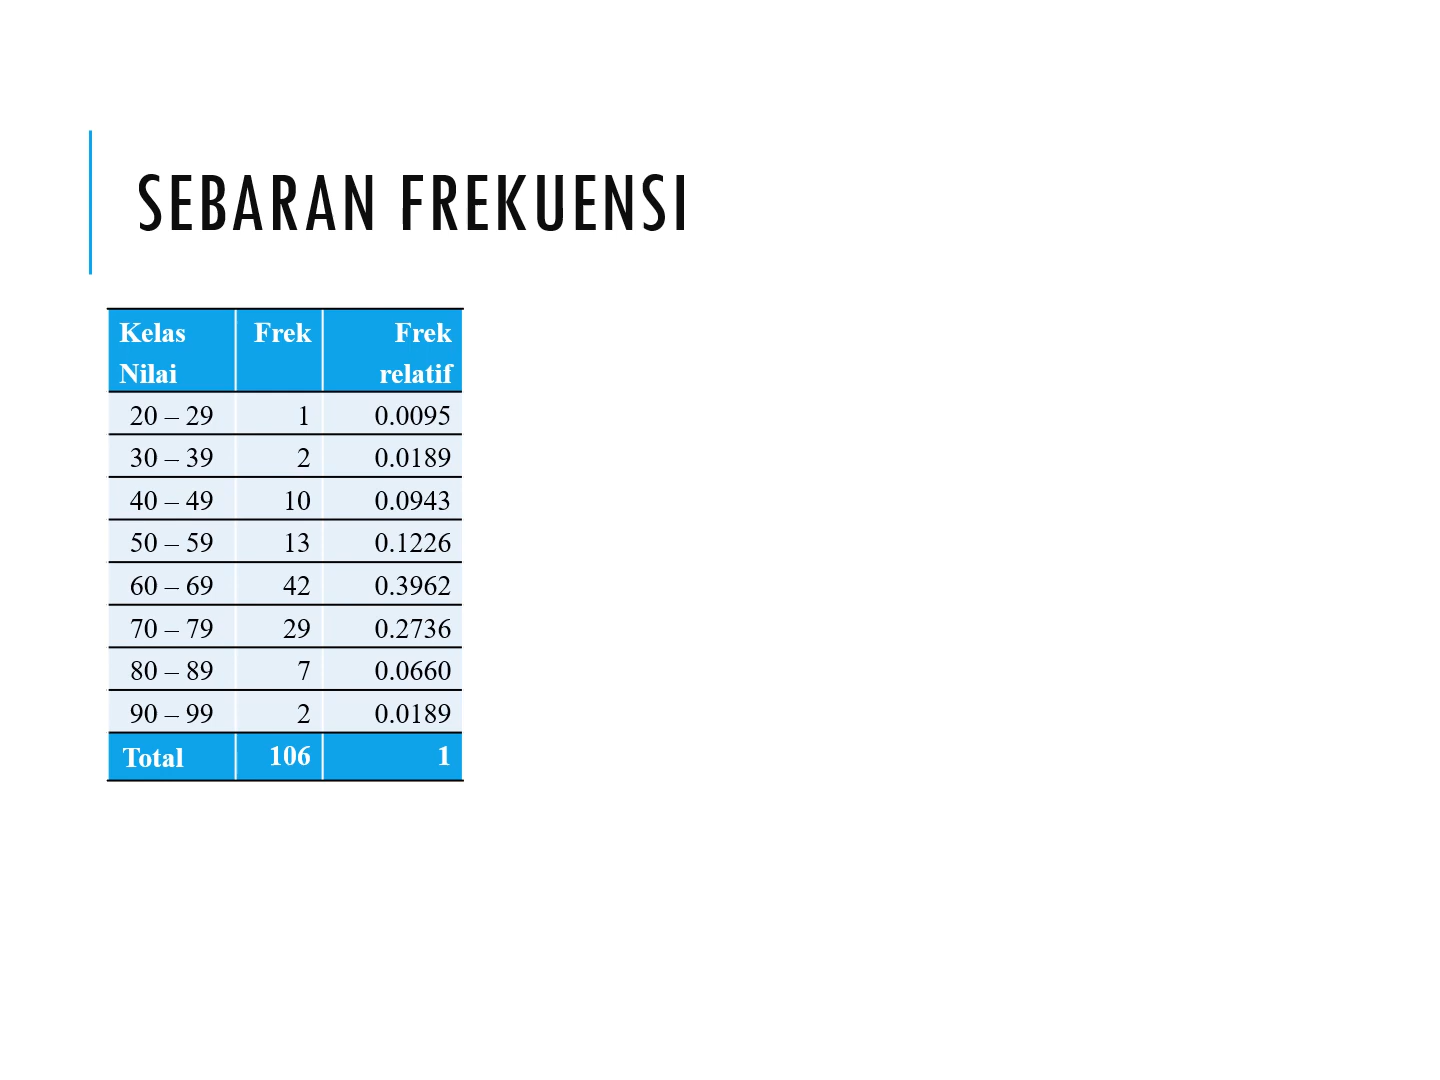 SEBARAN FREKUENSI
Kelas Nilai Frek Frek relatif
20 – 29 1 0.0095
30 – 39 2 0.0189
40 – 49 10 0.0943
50 – 59 13 0.1226
60 – 69 42 0.3962
70 – 79 29 0.2736
80 – 89 7 0.0660
90 – 99 2 0.0189
Total 106 1